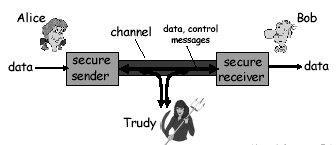 Alice
channel
data, control
messages
Bob
data
secure
sender
secure
receiver
data
Trudy